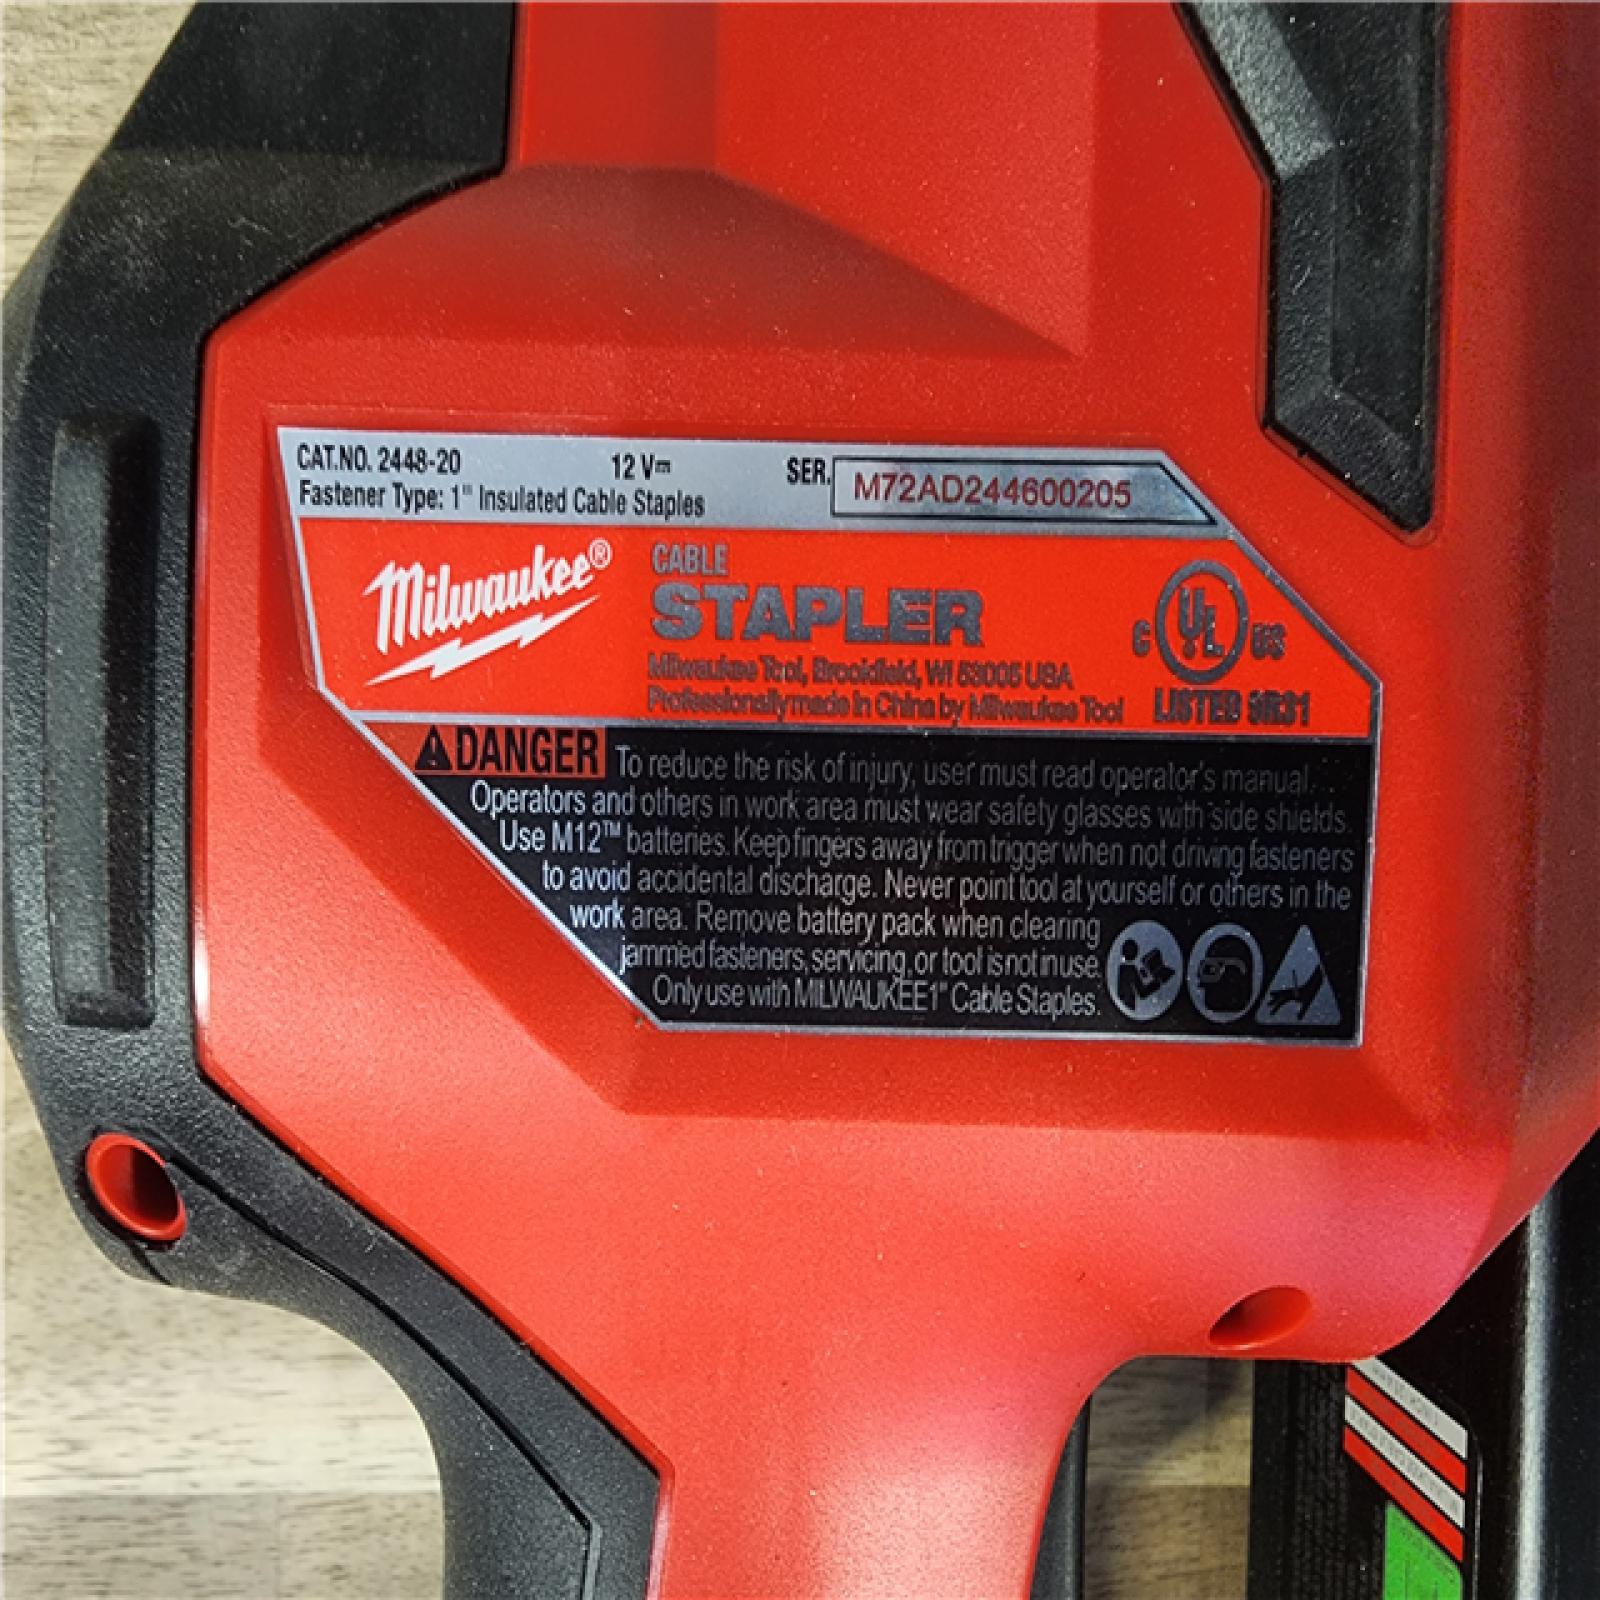 CAT.NO. 2448-20 12 V⎓ SER. M72AD244600205
Fastener Type: 1" Insulated Cable Staples
Milwaukee®
CABLE
STAPLER
Milwaukee Tool, Brookfield, WI 53005 USA
Professionally made in China by Milwaukee Tool
C UL US
LISTED 9R31
DANGER To reduce the risk of injury, user must read operator's manual.
Operators and others in work area must wear safety glasses with side shields.
Use M12™ batteries. Keep fingers away from trigger when not driving fasteners
to avoid accidental discharge. Never point tool at yourself or others in the
work area. Remove battery pack when clearing
jammed fasteners, servicing, or tool is not in use.
Only use with MILWAUKEE 1" Cable Staples.